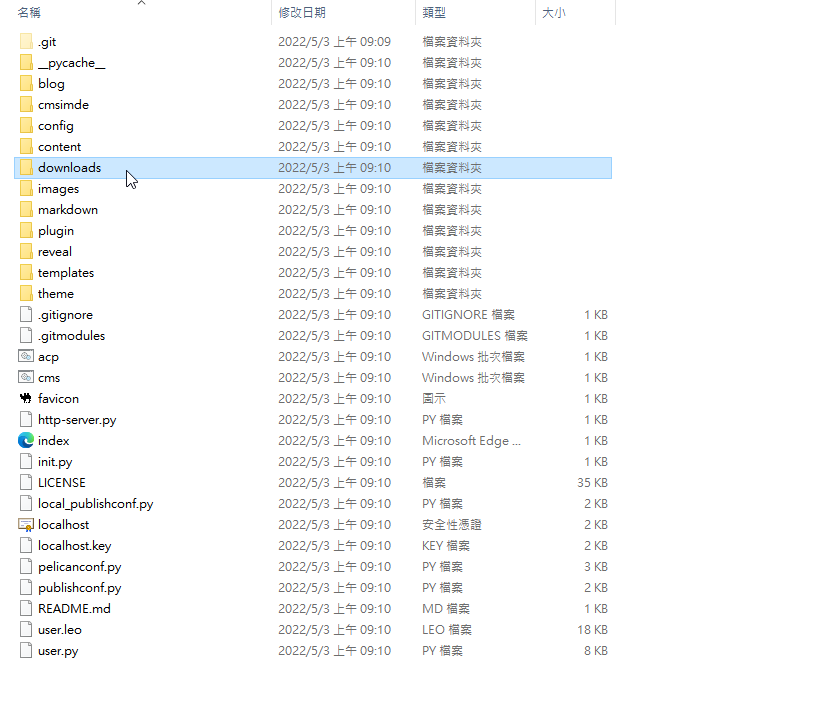 名稱 修改日期 類型 大小
.git 2022/5/3 上午 09:09 檔案資料夾
__pycache__ 2022/5/3 上午 09:10 檔案資料夾
blog 2022/5/3 上午 09:10 檔案資料夾
cmsimde 2022/5/3 上午 09:10 檔案資料夾
config 2022/5/3 上午 09:10 檔案資料夾
content 2022/5/3 上午 09:10 檔案資料夾
downloads 2022/5/3 上午 09:10 檔案資料夾
images 2022/5/3 上午 09:10 檔案資料夾
markdown 2022/5/3 上午 09:10 檔案資料夾
plugin 2022/5/3 上午 09:10 檔案資料夾
reveal 2022/5/3 上午 09:10 檔案資料夾
templates 2022/5/3 上午 09:10 檔案資料夾
theme 2022/5/3 上午 09:10 檔案資料夾
.gitignore 2022/5/3 上午 09:10 GITIGNORE 檔案 1 KB
.gitmodules 2022/5/3 上午 09:10 GITMODULES 檔案 1 KB
acp 2022/5/3 上午 09:10 Windows 批次檔案 1 KB
cms 2022/5/3 上午 09:10 Windows 批次檔案 1 KB
favicon 2022/5/3 上午 09:10 圖示 1 KB
http-server.py 2022/5/3 上午 09:10 PY 檔案 1 KB
index 2022/5/3 上午 09:10 Microsoft Edge ... 1 KB
init.py 2022/5/3 上午 09:10 PY 檔案 1 KB
LICENSE 2022/5/3 上午 09:10 檔案 35 KB
local_publishconf.py 2022/5/3 上午 09:10 PY 檔案 2 KB
localhost 2022/5/3 上午 09:10 安全性憑證 2 KB
localhost.key 2022/5/3 上午 09:10 KEY 檔案 2 KB
pelicanconf.py 2022/5/3 上午 09:10 PY 檔案 3 KB
publishconf.py 2022/5/3 上午 09:10 PY 檔案 2 KB
README.md 2022/5/3 上午 09:10 MD 檔案 1 KB
user.leo 2022/5/3 上午 09:10 LEO 檔案 18 KB
user.py 2022/5/3 上午 09:10 PY 檔案 8 KB